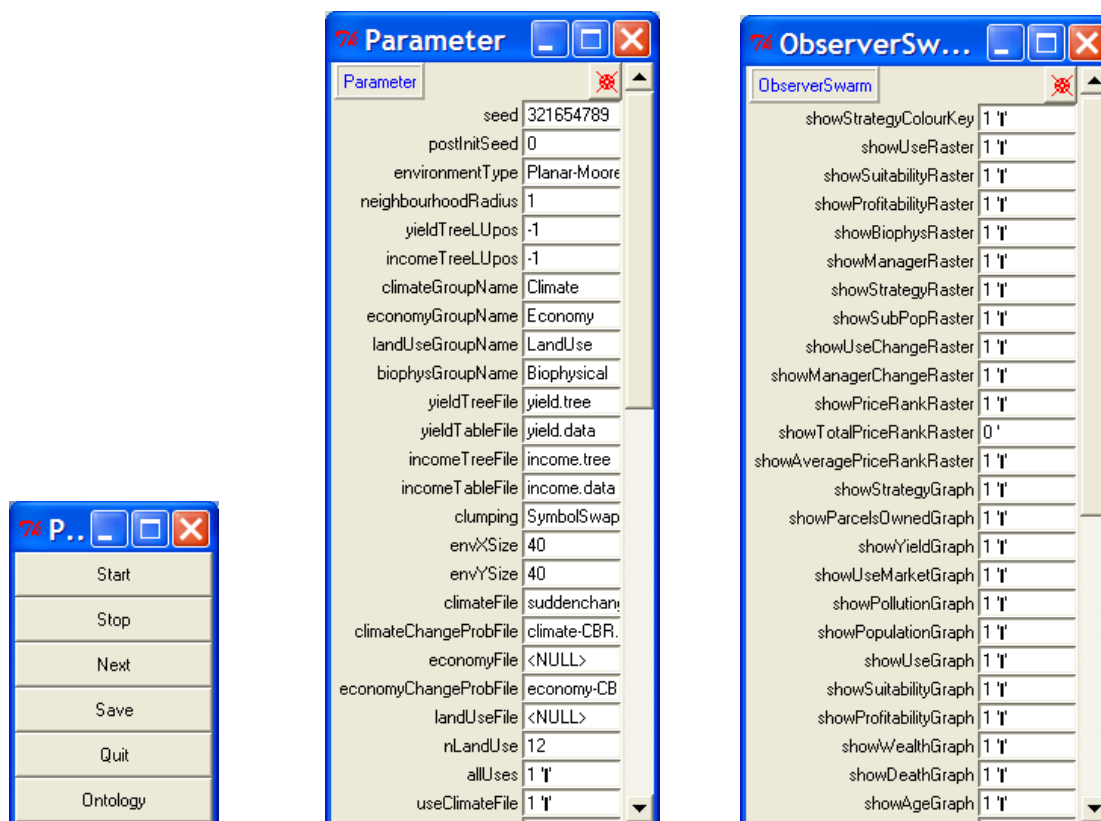 P..
Start
Stop
Next
Save
Quit
Ontology
Parameter
Parameter
seed 321654789
postInitSeed 0
environmentType Planar-Moore
neighbourhoodRadius 1
yieldTreeLUpos -1
incomeTreeLUpos -1
climateGroupName Climate
economyGroupName Economy
landUseGroupName LandUse
biophysGroupName Biophysical
yieldTreeFile yield.tree
yieldTableFile yield.data
incomeTreeFile income.tree
incomeTableFile income.data
clumping SymbolSwap
envXSize 40
envYSize 40
climateFile suddenchang
climateChangeProbFile climate-CBR.
economyFile <NULL>
economyChangeProbFile economy-CB
landUseFile <NULL>
nLandUse 12
allUses 1 '
useClimateFile 1 '
ObserverSw...
ObserverSwarm
showStrategyColourKey 1 '
showUseRaster 1 '
showSuitabilityRaster 1 '
showProfitabilityRaster 1 '
showBiophysRaster 1 '
showManagerRaster 1 '
showStrategyRaster 1 '
showSubPopRaster 1 '
showUseChangeRaster 1 '
showManagerChangeRaster 1 '
showPriceRankRaster 1 '
showTotalPriceRankRaster 0 '
showAveragePriceRankRaster 1 '
showStrategyGraph 1 '
showParcelsOwnedGraph 1 '
showYieldGraph 1 '
showUseMarketGraph 1 '
showPollutionGraph 1 '
showPopulationGraph 1 '
showUseGraph 1 '
showSuitabilityGraph 1 '
showProfitabilityGraph 1 '
showWealthGraph 1 '
showDeathGraph 1 '
showAgeGraph 1 '